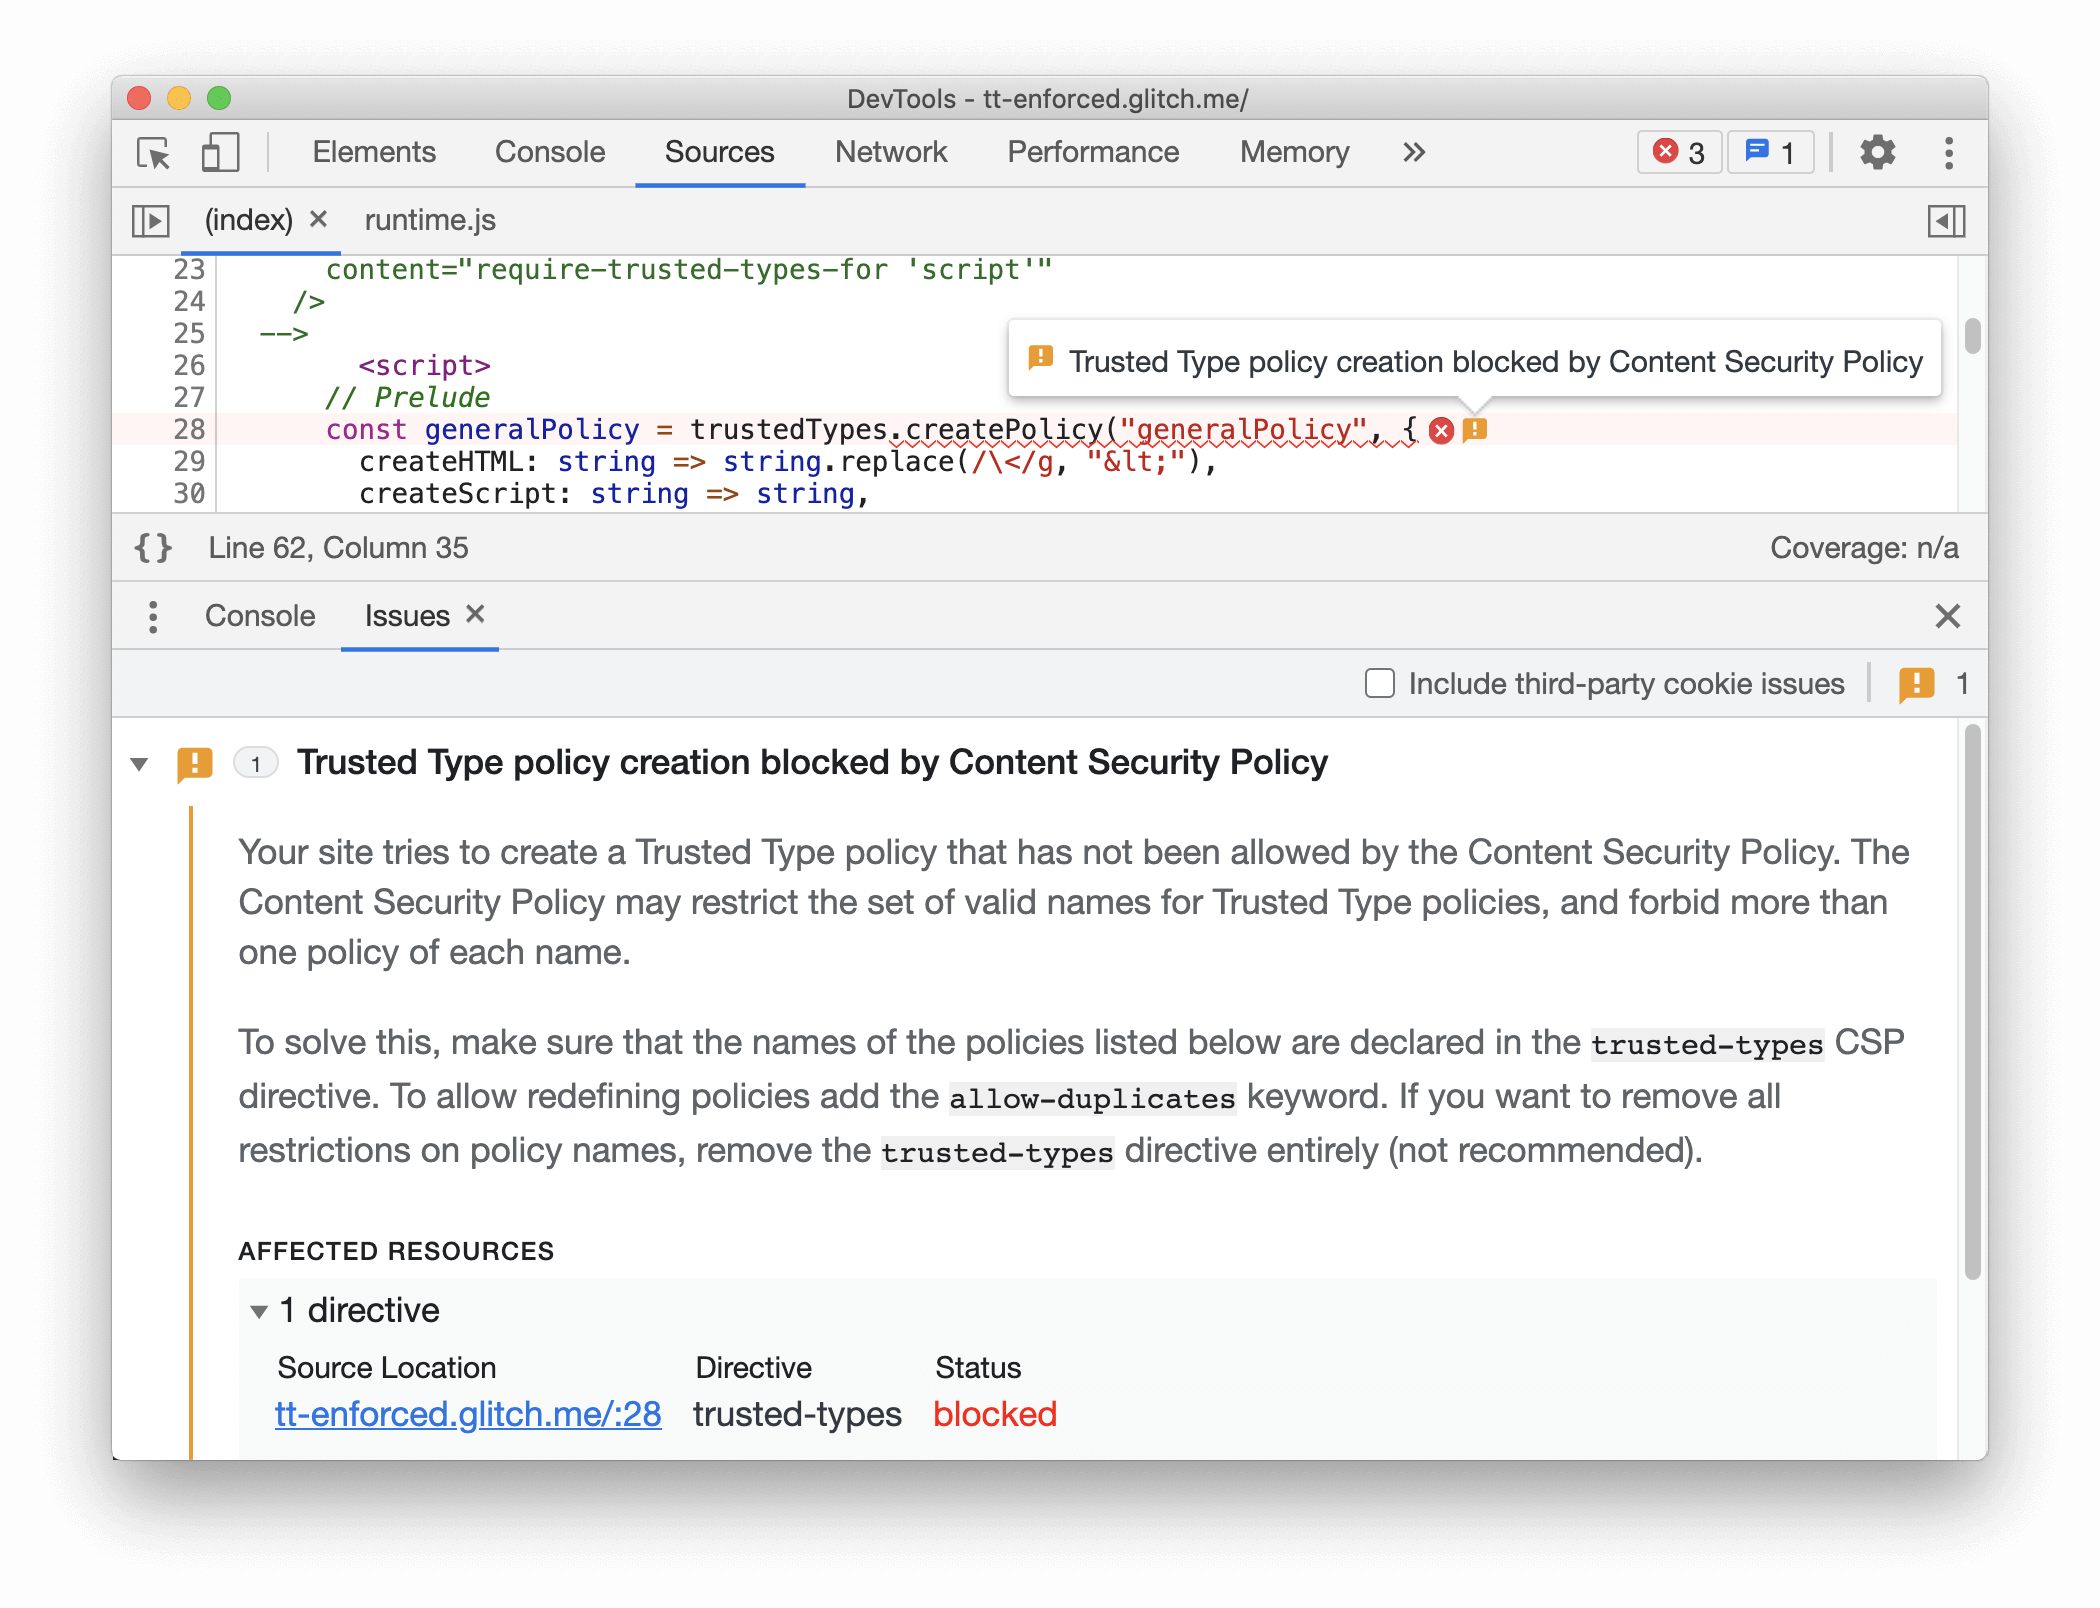 DevTools - tt-enforced.glitch.me/
Elements Console Sources Network Performance Memory » 3 1
(index) × runtime.js
23 content="require-trusted-types-for 'script'"
24 />
25 -->
26 <script>
27 // Prelude
28 const generalPolicy = trustedTypes.createPolicy("generalPolicy", {
29 createHTML: string => string.replace(/\</g, "&lt;"),
30 createScript: string => string,
Trusted Type policy creation blocked by Content Security Policy
{} Line 62, Column 35 Coverage: n/a
Console Issues ×
Include third-party cookie issues 1
1 Trusted Type policy creation blocked by Content Security Policy
Your site tries to create a Trusted Type policy that has not been allowed by the Content Security Policy. The
Content Security Policy may restrict the set of valid names for Trusted Type policies, and forbid more than
one policy of each name.
To solve this, make sure that the names of the policies listed below are declared in the trusted-types CSP
directive. To allow redefining policies add the allow-duplicates keyword. If you want to remove all
restrictions on policy names, remove the trusted-types directive entirely (not recommended).
AFFECTED RESOURCES
1 directive
Source Location Directive Status
tt-enforced.glitch.me/:28 trusted-types blocked